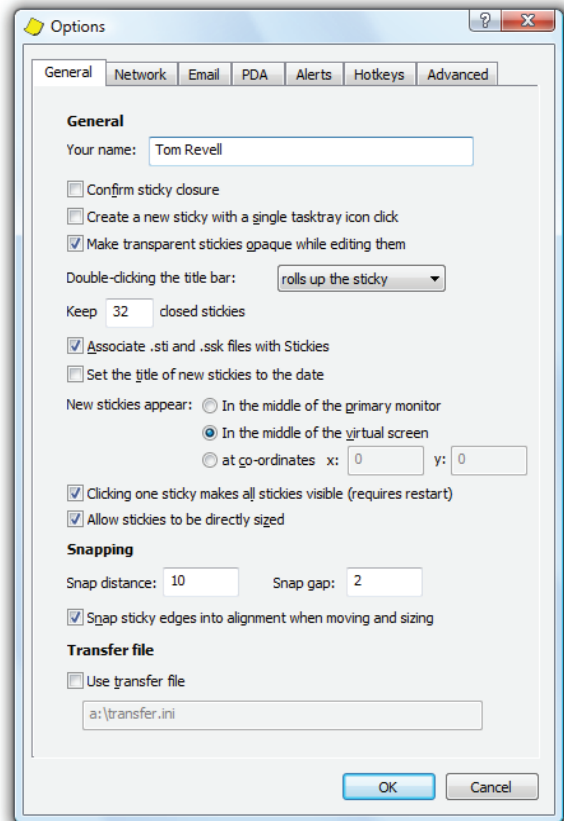 Options
General Network Email PDA Alerts Hotkeys Advanced
General
Your name: Tom Revell
Confirm sticky closure
Create a new sticky with a single tasktray icon click
Make transparent stickies opaque while editing them
Double-clicking the title bar: rolls up the sticky
Keep 32 closed stickies
Associate .sti and .ssk files with Stickies
Set the title of new stickies to the date
New stickies appear: In the middle of the primary monitor
In the middle of the virtual screen
at co-ordinates x: 0 y: 0
Clicking one sticky makes all stickies visible (requires restart)
Allow stickies to be directly sized
Snapping
Snap distance: 10 Snap gap: 2
Snap sticky edges into alignment when moving and sizing
Transfer file
Use transfer file
a:\transfer.ini
OK Cancel